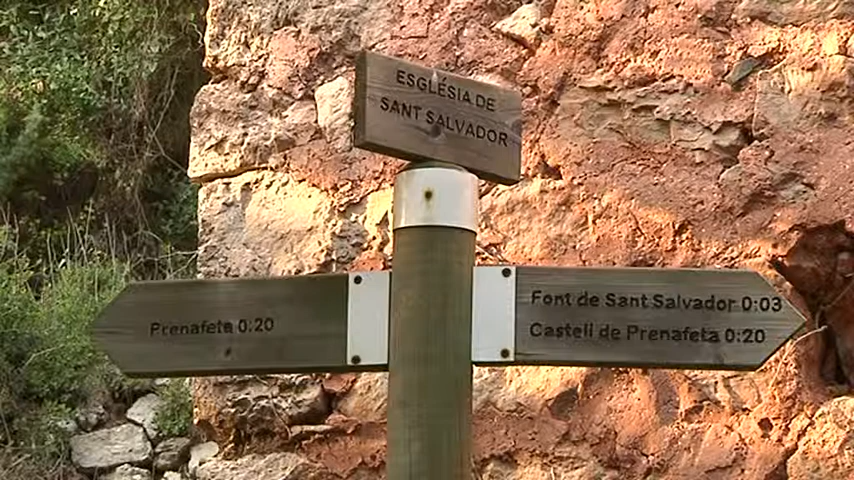 ESGLÉSIA DE
SANT SALVADOR
Prenafeta 0:20
Font de Sant Salvador 0:03
Castell de Prenafeta 0:20